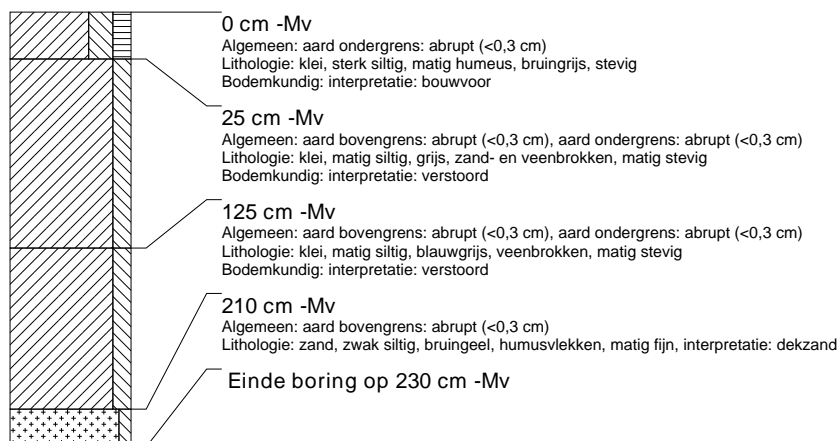 0 cm -Mv
Algemeen: aard ondergrens: abrupt (<0,3 cm)
Lithologie: klei, sterk siltig, matig humeus, bruingrijs, stevig
Bodemkundig: interpretatie: bouwvoor
25 cm -Mv
Algemeen: aard bovengrens: abrupt (<0,3 cm), aard ondergrens: abrupt (<0,3 cm)
Lithologie: klei, matig siltig, grijs, zand- en veenbrokken, matig stevig
Bodemkundig: interpretatie: verstoord
125 cm -Mv
Algemeen: aard bovengrens: abrupt (<0,3 cm), aard ondergrens: abrupt (<0,3 cm)
Lithologie: klei, matig siltig, blauwgrijs, veenbrokken, matig stevig
Bodemkundig: interpretatie: verstoord
210 cm -Mv
Algemeen: aard bovengrens: abrupt (<0,3 cm)
Lithologie: zand, zwak siltig, bruingeel, humusvlekken, matig fijn, interpretatie: dekzand
Einde boring op 230 cm -Mv